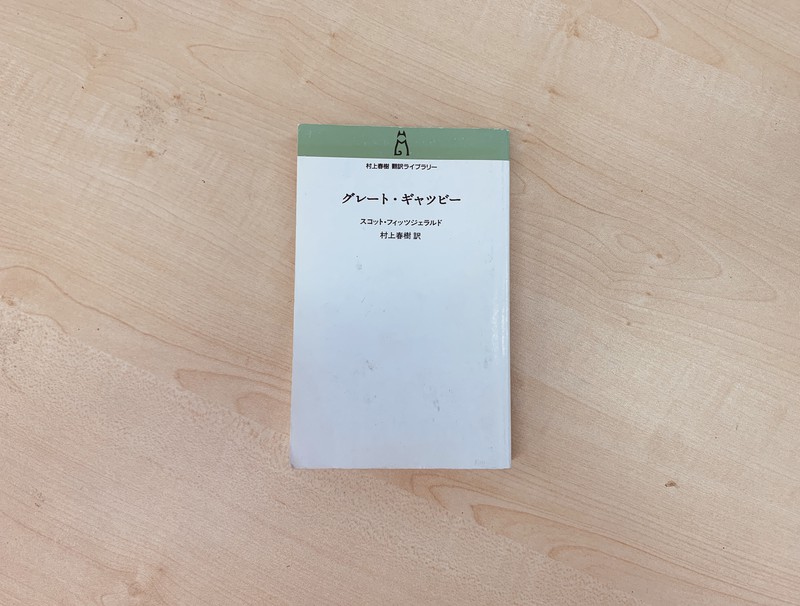 村上春樹 翻訳ライブラリー
グレート・ギャツビー
スコット・フィッツジェラルド
村上春樹 訳